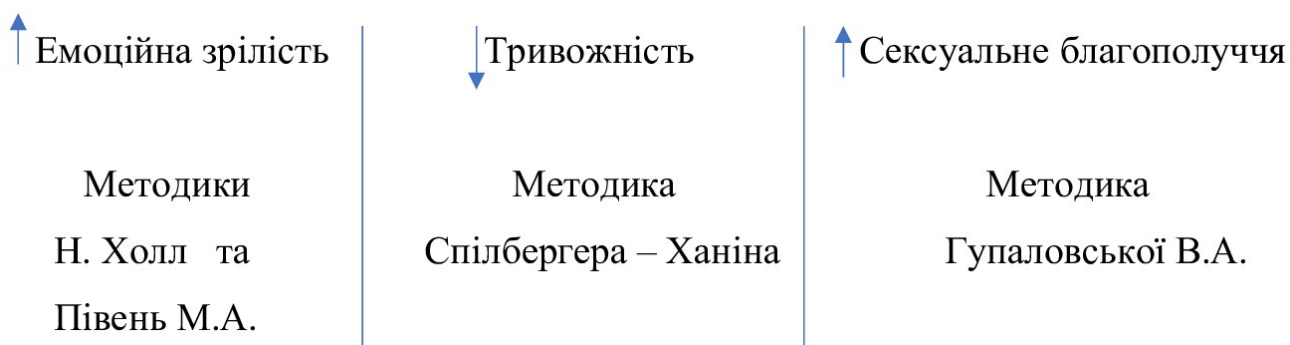 Емоційна зрілість
Методики
Н. Холл та
Півень М.А.
Тривожність
Методика
Спілбергера – Ханіна
Сексуальне благополуччя
Методика
Гупаловської В.А.